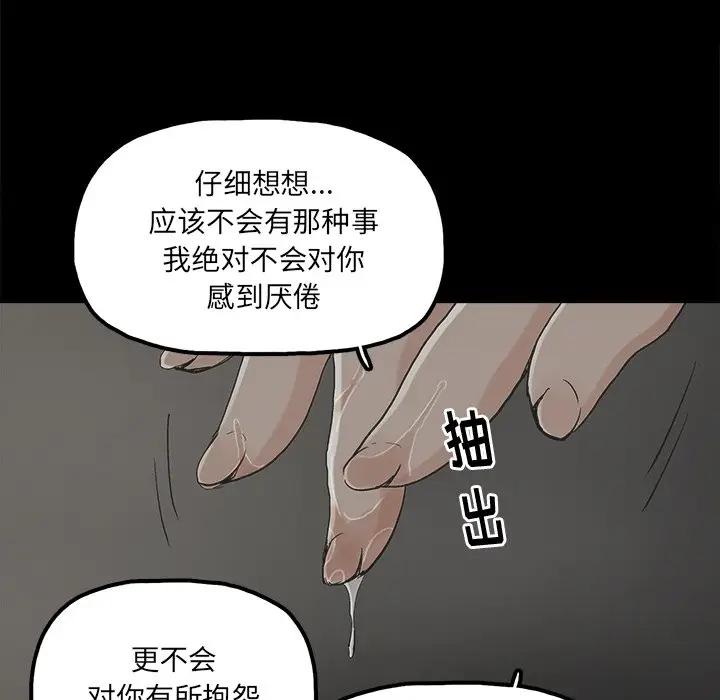 仔细想想...
应该不会有那种事
我绝对不会对你
感到厌倦
抽出
更不会
对你有所抱怨